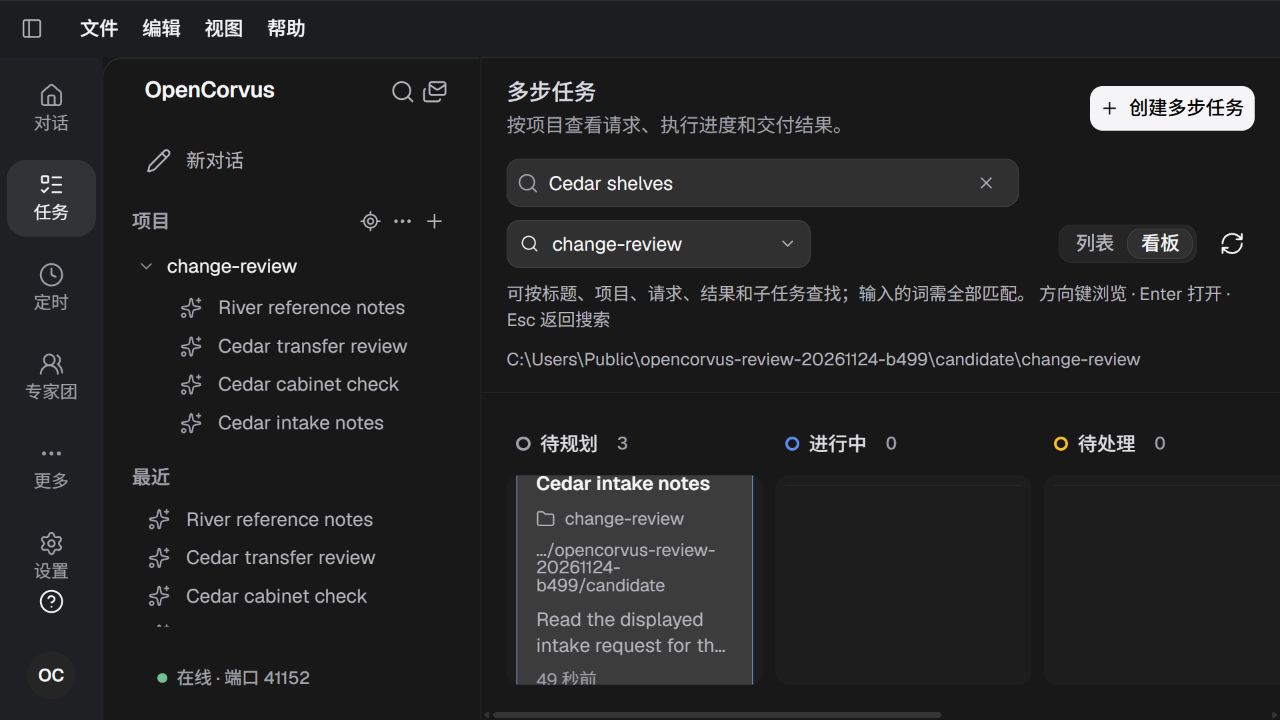 文件 编辑 视图 帮助
对话
任务
定时
专家团
更多
设置
OC
OpenCorvus
新对话
项目
change-review
River reference notes
Cedar transfer review
Cedar cabinet check
Cedar intake notes
最近
River reference notes
Cedar transfer review
Cedar cabinet check
在线 · 端口 41152
多步任务
按项目查看请求、执行进度和交付结果。
创建多步任务
Cedar shelves
change-review
列表 看板
可按标题、项目、请求、结果和子任务查找；输入的词需全部匹配。 方向键浏览 · Enter 打开 ·
Esc 返回搜索
C:\Users\Public\opencorvus-review-20261124-b499\candidate\change-review
待规划 3
进行中 0
待处理 0
Cedar intake notes
change-review
.../opencorvus-review-
20261124-
b499/candidate
Read the displayed
intake request for th...
49 秒前